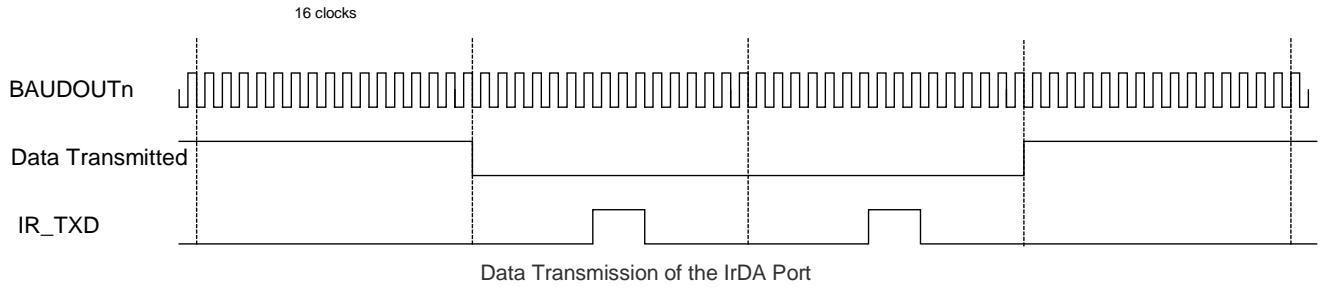 16 clocks
BAUDOUTn
Data Transmitted
IR_TXD
Data Transmission of the IrDA Port